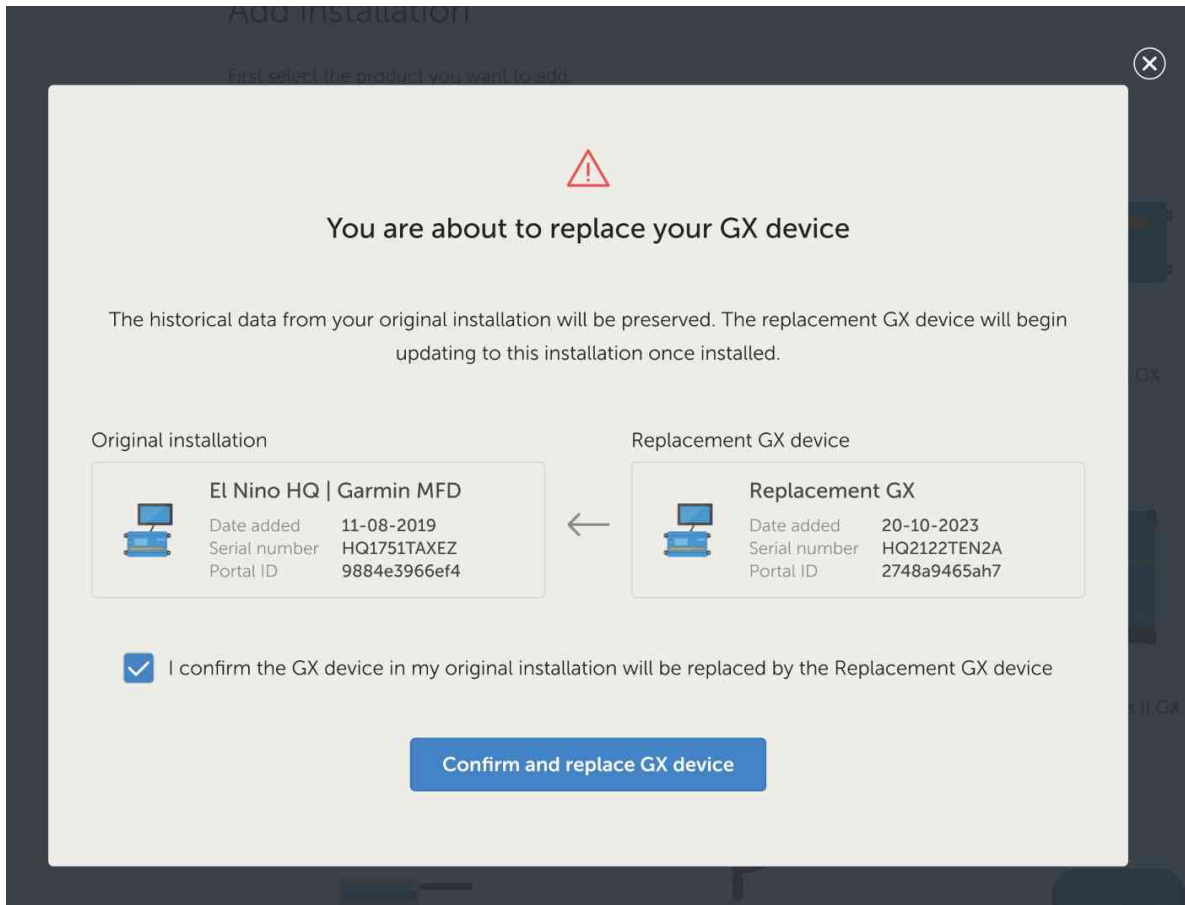 Add Installation
First select the product you want to add.
You are about to replace your GX device
The historical data from your original installation will be preserved. The replacement GX device will begin
updating to this installation once installed.
GX
Original installation
Replacement GX device
El Nino HQ | Garmin MFD
Date added 11-08-2019
Serial number HQ1751TAXEZ
Portal ID 9884e3966ef4
Replacement GX
Date added 20-10-2023
Serial number HQ2122TEN2A
Portal ID 2748a9465ah7
I confirm the GX device in my original installation will be replaced by the Replacement GX device
s II GX
Confirm and replace GX device